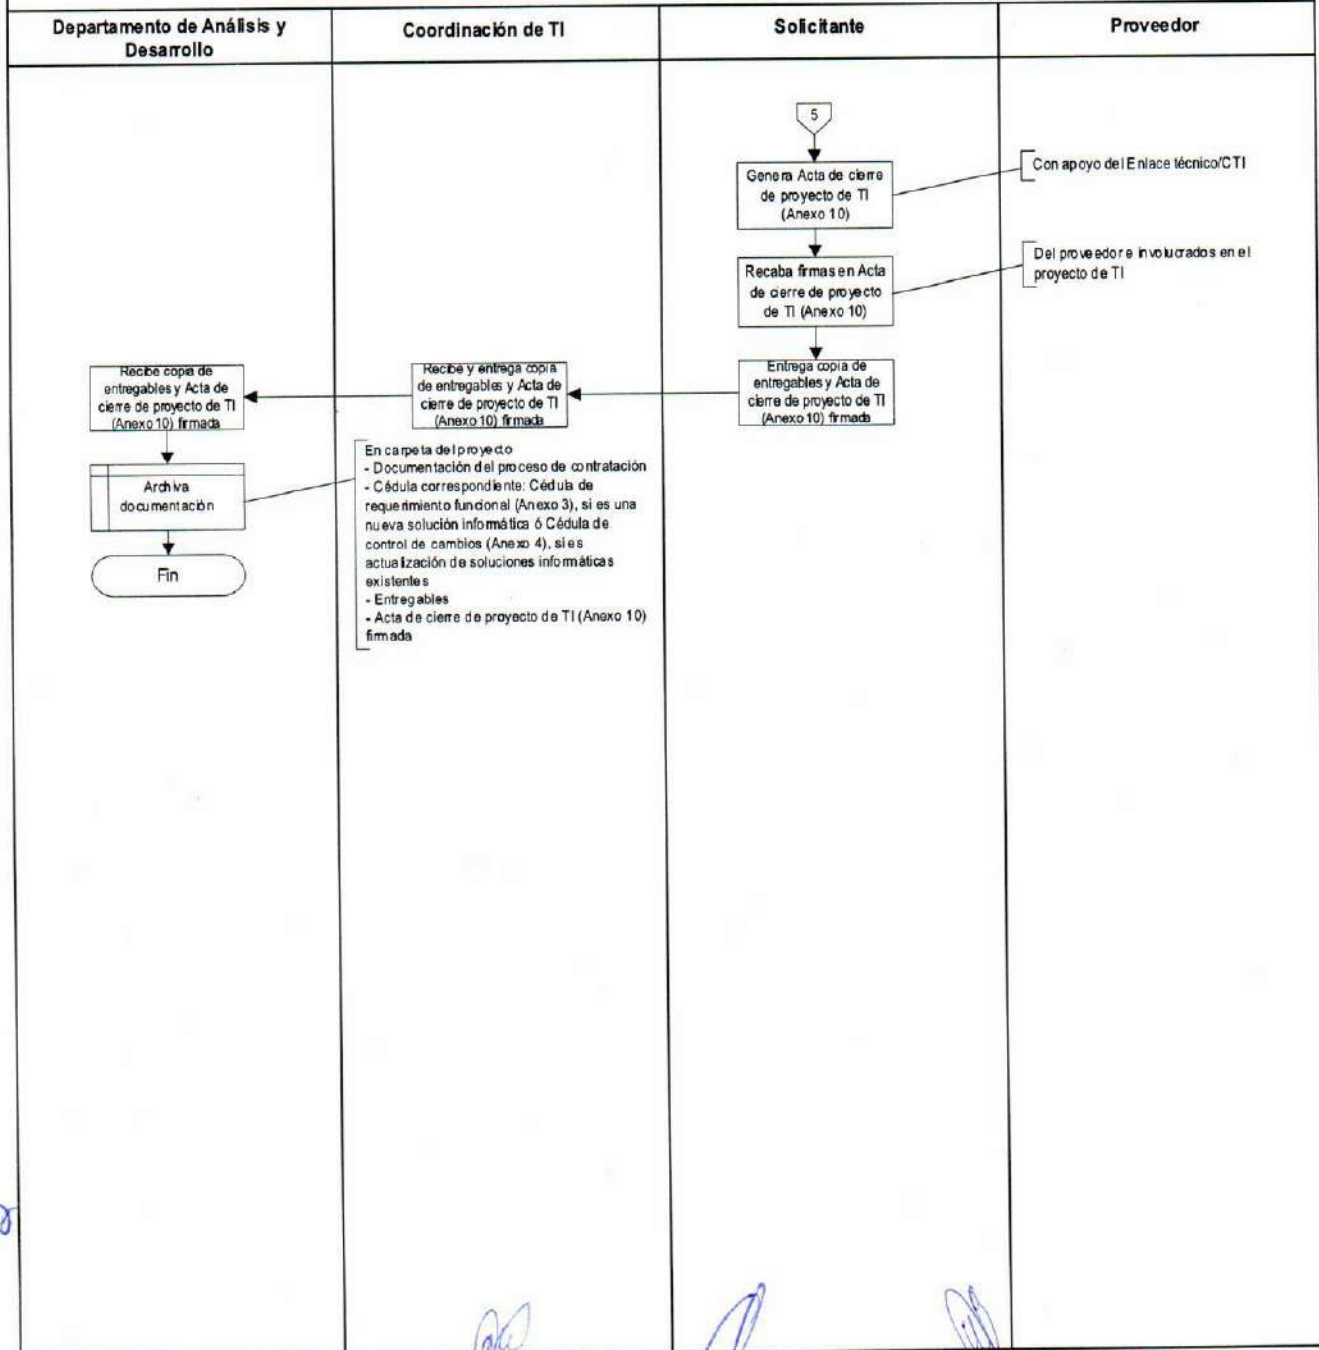 Departamento de Análisis y
Desarrollo
Coordinación de TI
Solicitante
Proveedor
5
Genera Acta de cierre
de proyecto de TI
(Anexo 10)
Con apoyo del Enlace técnico/CTI
Recaba firmas en Acta
de cierre de proyecto
de TI (Anexo 10)
Del proveedor e involucrados en el
proyecto de TI
Entrega copia de
entregables y Acta de
cierre de proyecto de TI
(Anexo 10) firmada
Recibe y entrega copia
de entregables y Acta de
cierre de proyecto de TI
(Anexo 10) firmada
Recibe copia de
entregables y Acta de
cierre de proyecto de TI
(Anexo 10) firmada
Archiva
documentación
En carpeta del proyecto
- Documentación del proceso de contratación
- Cédula correspondiente: Cédula de
requerimiento funcional (Anexo 3), si es una
nueva solución informática ó Cédula de
control de cambios (Anexo 4), si es
actualización de soluciones informáticas
existentes
- Entregables
- Acta de cierre de proyecto de TI (Anexo 10)
firmada
Fin